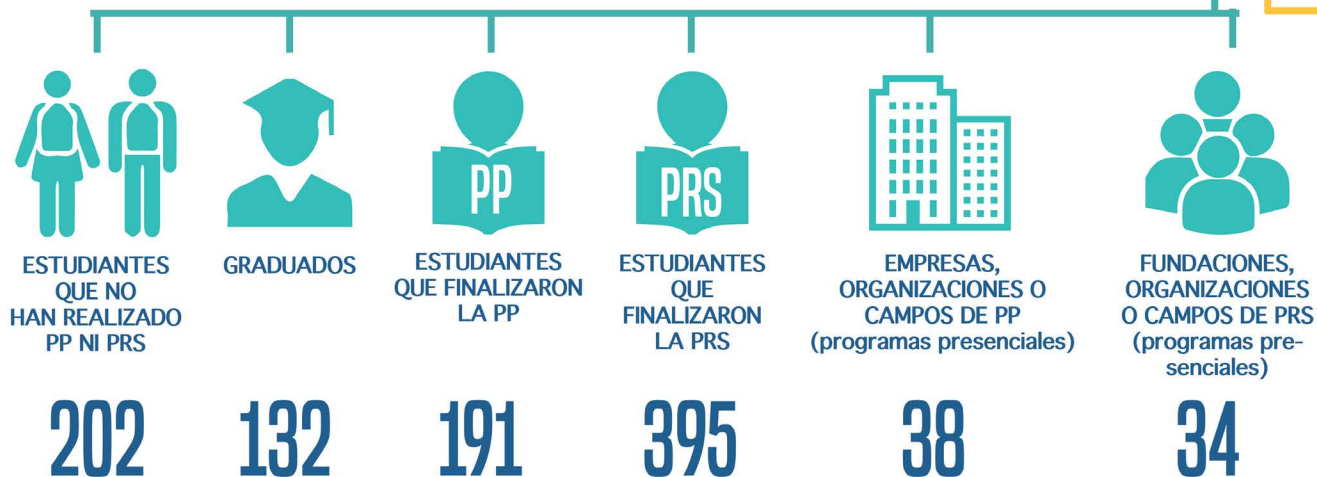 PP
PRS
ESTUDIANTES
QUE NO
HAN REALIZADO
PP NI PRS
202
GRADUADOS
132
ESTUDIANTES
QUE FINALIZARON
LA PP
191
ESTUDIANTES
QUE
FINALIZARON
LA PRS
395
EMPRESAS,
ORGANIZACIONES O
CAMPOS DE PP
(programas presenciales)
38
FUNDACIONES,
ORGANIZACIONES
O CAMPOS DE PRS
(programas pre-
senciales)
34